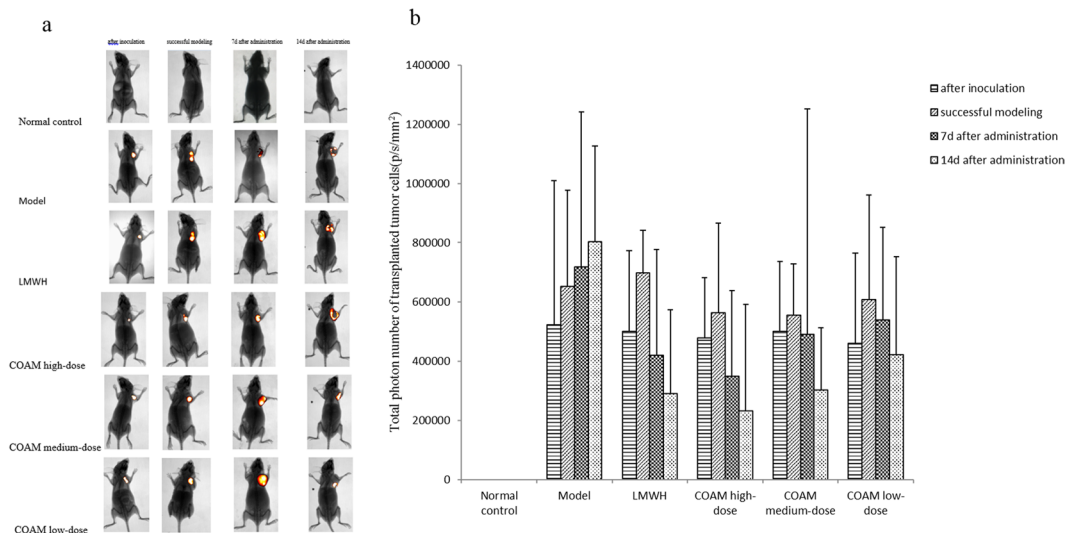 a
after inoculation successful modeling 7d after administration 14d after administration
Normal control
Model
LMWH
COAM high-dose
COAM medium-dose
COAM low-dose
b
Total photon number of transplanted tumor cells(p/s/mm²)
1400000
1200000
1000000
800000
600000
400000
200000
0
Normal control
Model
LMWH
COAM high-dose
COAM medium-dose
COAM low-dose
after inoculation
successful modeling
7d after administration
14d after administration